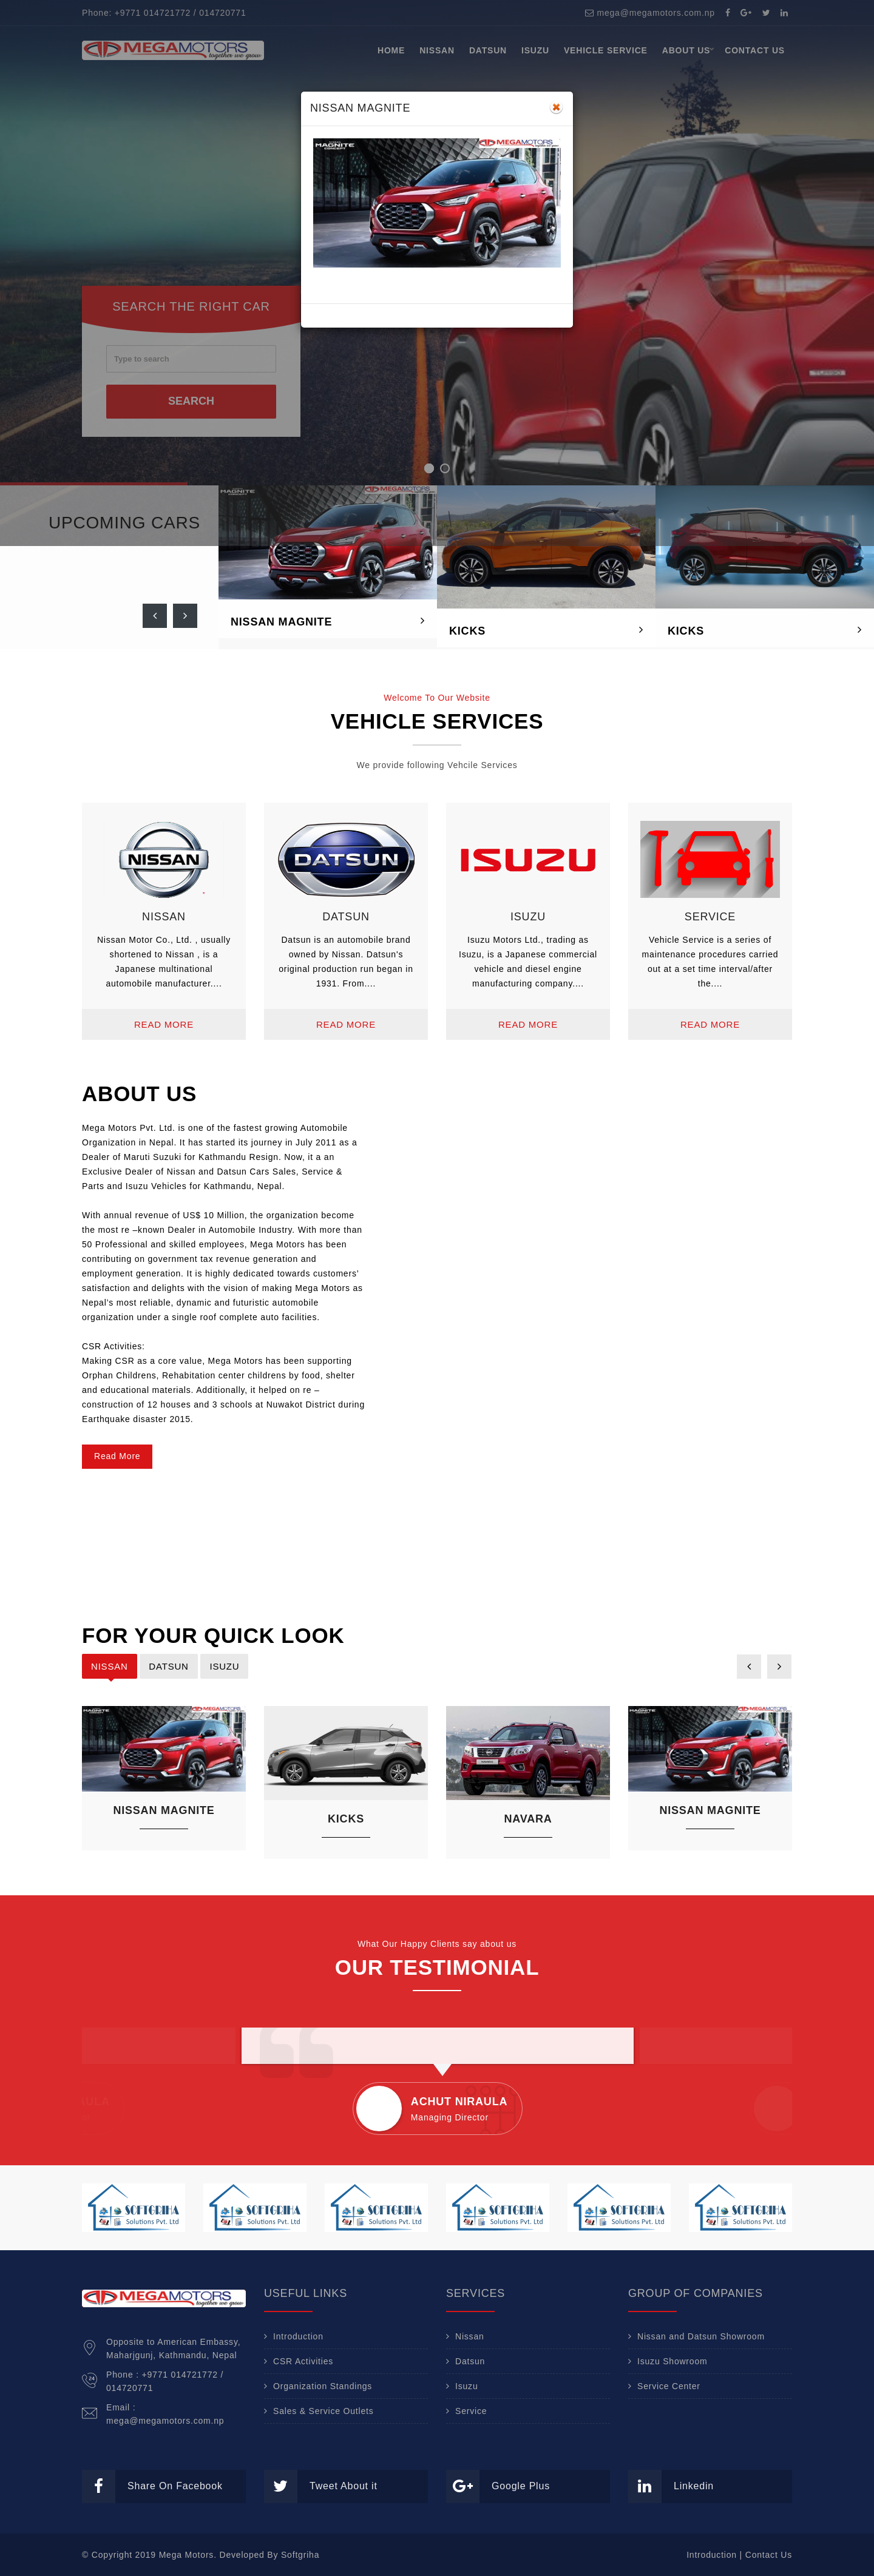 Phone: +9771 014721772 / 014720771
mega@megamotors.com.np
MEGAMOTORS
together we grow
HOME NISSAN DATSUN ISUZU VEHICLE SERVICE ABOUT US CONTACT US
NISSAN MAGNITE
MAGNITE
CONCEPT
MEGAMOTORS
SEARCH THE RIGHT CAR
Type to search
SEARCH
TURBO
UPCOMING CARS
MAGNITE
MEGAMOTORS
NISSAN MAGNITE
KICKS
KICKS
Welcome To Our Website
VEHICLE SERVICES
We provide following Vehcile Services
NISSAN
DATSUN
ISUZU
NISSAN
Nissan Motor Co., Ltd. , usually
shortened to Nissan , is a
Japanese multinational
automobile manufacturer....
READ MORE
DATSUN
Datsun is an automobile brand
owned by Nissan. Datsun's
original production run began in
1931. From....
READ MORE
ISUZU
Isuzu Motors Ltd., trading as
Isuzu, is a Japanese commercial
vehicle and diesel engine
manufacturing company....
READ MORE
SERVICE
Vehicle Service is a series of
maintenance procedures carried
out at a set time interval/after
the....
READ MORE
ABOUT US
Mega Motors Pvt. Ltd. is one of the fastest growing Automobile
Organization in Nepal. It has started its journey in July 2011 as a
Dealer of Maruti Suzuki for Kathmandu Resign. Now, it a an
Exclusive Dealer of Nissan and Datsun Cars Sales, Service &
Parts and Isuzu Vehicles for Kathmandu, Nepal.
With annual revenue of US$ 10 Million, the organization become
the most re –known Dealer in Automobile Industry. With more than
50 Professional and skilled employees, Mega Motors has been
contributing on government tax revenue generation and
employment generation. It is highly dedicated towards customers'
satisfaction and delights with the vision of making Mega Motors as
Nepal's most reliable, dynamic and futuristic automobile
organization under a single roof complete auto facilities.
CSR Activities:
Making CSR as a core value, Mega Motors has been supporting
Orphan Childrens, Rehabitation center childrens by food, shelter
and educational materials. Additionally, it helped on re –
construction of 12 houses and 3 schools at Nuwakot District during
Earthquake disaster 2015.
Read More
FOR YOUR QUICK LOOK
NISSAN DATSUN ISUZU
MAGNITE
MEGAMOTORS
NISSAN MAGNITE
KICKS
NAVARA
MAGNITE
MEGAMOTORS
NISSAN MAGNITE
What Our Happy Clients say about us
OUR TESTIMONIAL
ACHUT NIRAULA
Managing Director
SOFTGRIHA
Solutions Pvt. Ltd
SOFTGRIHA
Solutions Pvt. Ltd
SOFTGRIHA
Solutions Pvt. Ltd
SOFTGRIHA
Solutions Pvt. Ltd
SOFTGRIHA
Solutions Pvt. Ltd
SOFTGRIHA
Solutions Pvt. Ltd
MEGAMOTORS
together we grow
Opposite to American Embassy,
Maharjgunj, Kathmandu, Nepal
24
Phone : +9771 014721772 /
014720771
Email :
mega@megamotors.com.np
USEFUL LINKS
Introduction
CSR Activities
Organization Standings
Sales & Service Outlets
SERVICES
Nissan
Datsun
Isuzu
Service
GROUP OF COMPANIES
Nissan and Datsun Showroom
Isuzu Showroom
Service Center
Share On Facebook
Tweet About it
Google Plus
Linkedin
© Copyright 2019 Mega Motors. Developed By Softgriha
Introduction | Contact Us